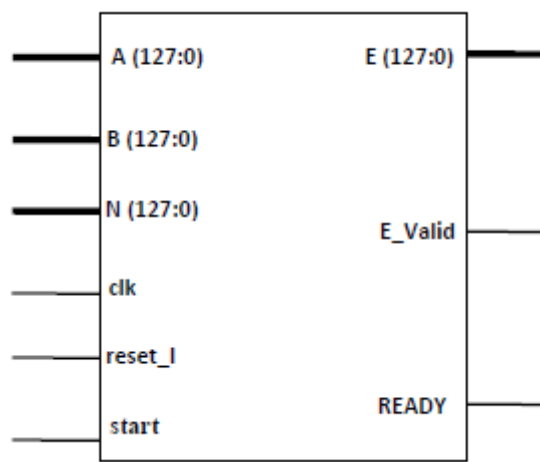 A (127:0)
E (127:0)
B (127:0)
N (127:0)
E_Valid
clk
reset_l
READY
start